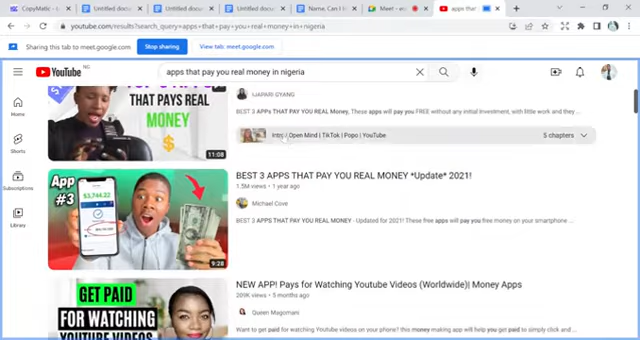 CopyMatic -
Untitled docu
Untitled docu
Untitled docu
Name, Can I
Meet - e
apps that
youtube.com/results?search_query=apps+that+pay+you+real+money+in+nigeria
Sharing this tab to meet.google.com
Stop sharing
View tab: meet.google.com
YouTube NG
apps that pay you real money in nigeria
Home
Shorts
Subscriptions
Library
THAT PAYS
REAL
MONEY
$
11:08
GYANG
BEST 3 APPs THAT PAY YOU REAL Money, These apps will pay you FREE without any initial Investment, with little work and they ...
Intro | Open Mind | TikTok | Popo | YouTube
5 chapters
App
#3
$3,744.22
9:28
BEST 3 APPS THAT PAY YOU REAL MONEY *Update* 2021!
1.5M views • 1 year ago
Michael Cove
BEST 3 APPS THAT PAY YOU REAL MONEY - Updated for 2021! These free apps will pay you free money on your smartphone ...
GET PAID
FOR WATCHING
YOUTUBE VIDEOS
NEW APP! Pays for Watching Youtube Videos (Worldwide)| Money Apps
209K views • 5 months ago
Queen Magomani
Want to get paid for watching Youtube videos on your phone? this money making app will help you get paid to simply click and ...